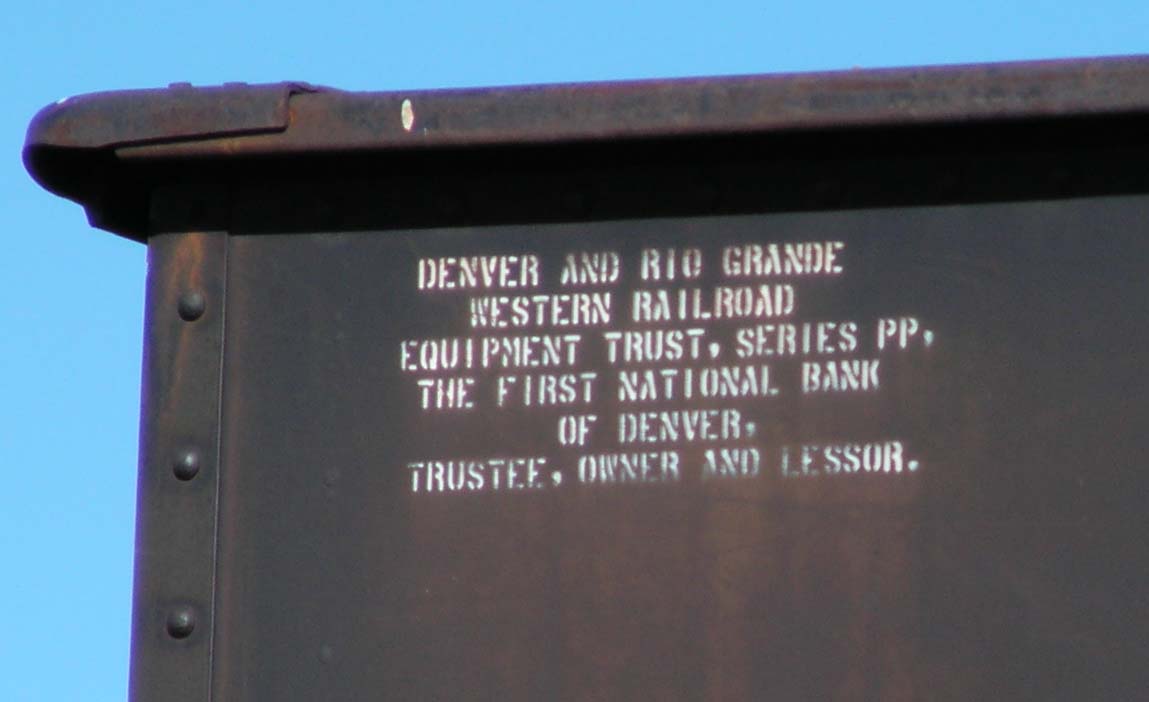 DENVER AND RIO GRANDE
WESTERN RAILROAD
EQUIPMENT TRUST, SERIES PP,
THE FIRST NATIONAL BANK
OF DENVER,
TRUSTEE, OWNER AND LESSOR.